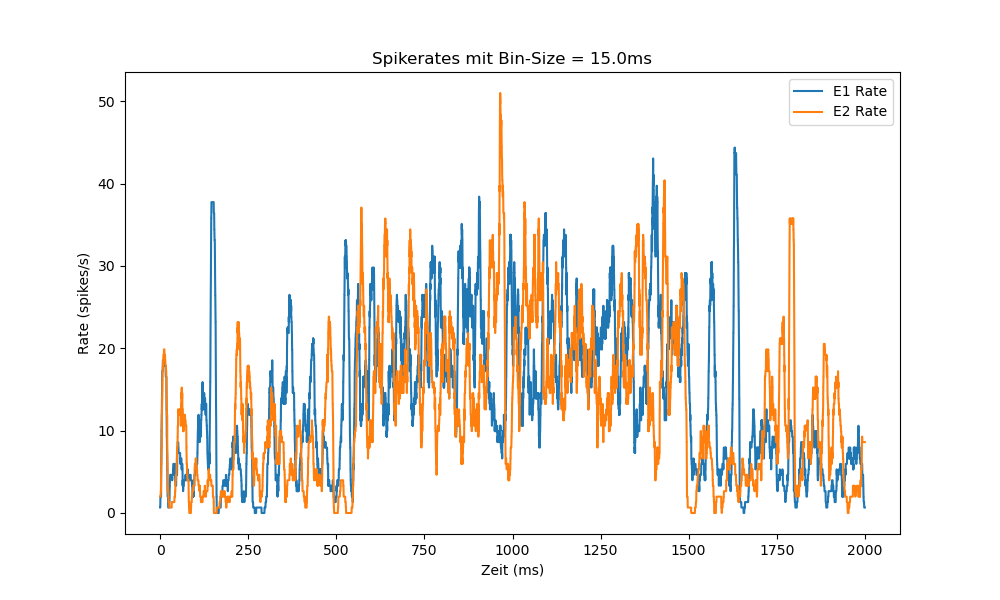 Spikerates mit Bin-Size = 15.0ms
E1 Rate
E2 Rate
Rate (spikes/s)
50
40
30
20
10
0
0 250 500 750 1000 1250 1500 1750 2000
Zeit (ms)